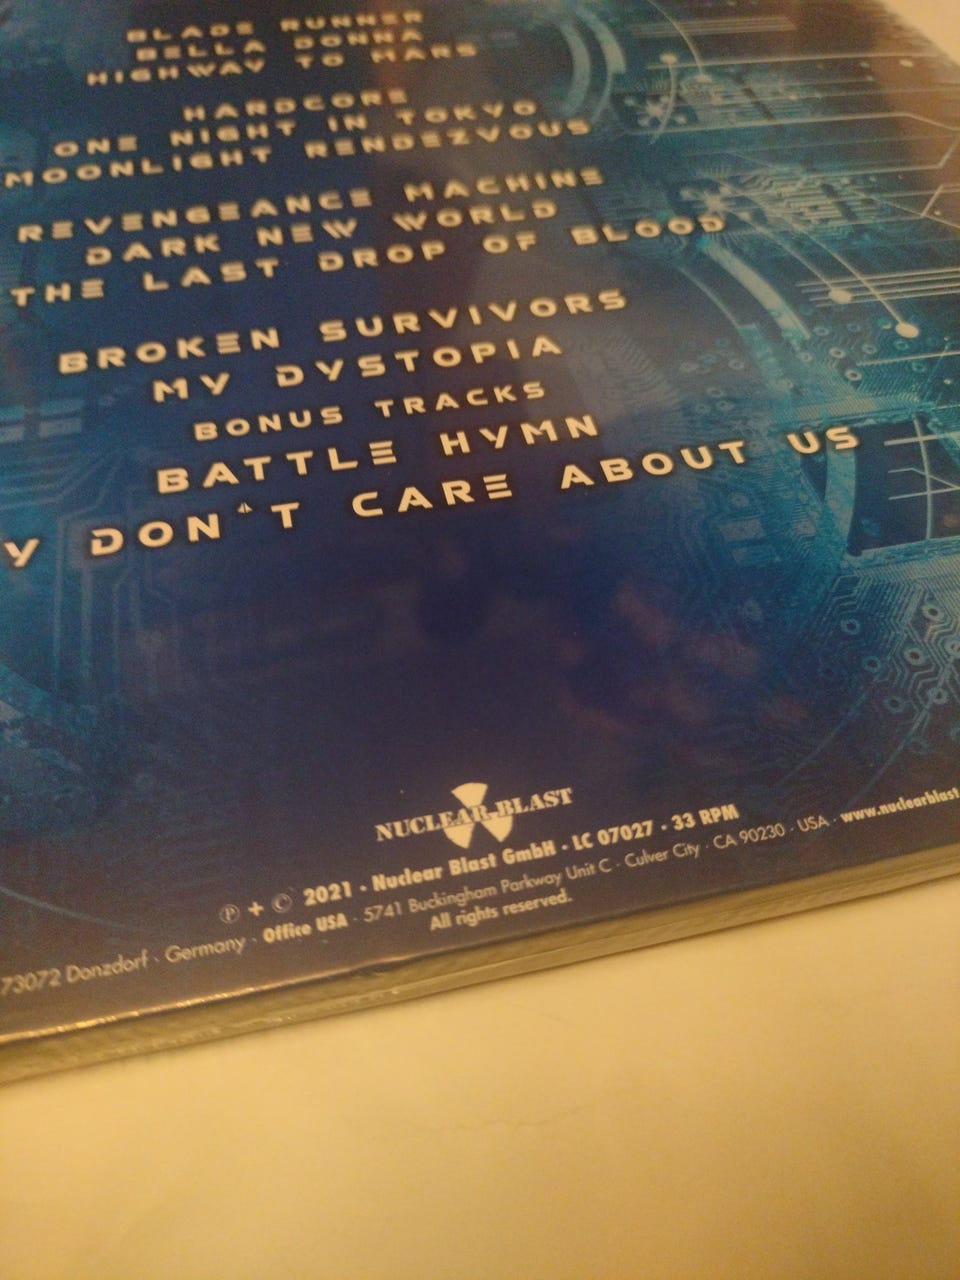 BLADE RUNNER
BELLA DONNA
HIGHWAY TO MARS
HARDCORE
ONE NIGHT IN TOKYO
MOONLIGHT RENDEZVOUS
REVENGEANCE MACHINE
DARK NEW WORLD
THE LAST DROP OF BLOOD
BROKEN SURVIVORS
MY DYSTOPIA
BONUS TRACKS
BATTLE HYMN
Y DON'T CARE ABOUT US
NUCLEAR BLAST
℗ + © 2021 · Nuclear Blast GmbH · LC 07027 · 33 RPM
73072 Donzdorf · Germany · Office USA · 5741 Buckingham Parkway Unit C · Culver City · CA 90230 · USA · www.nuclearblast
All rights reserved.